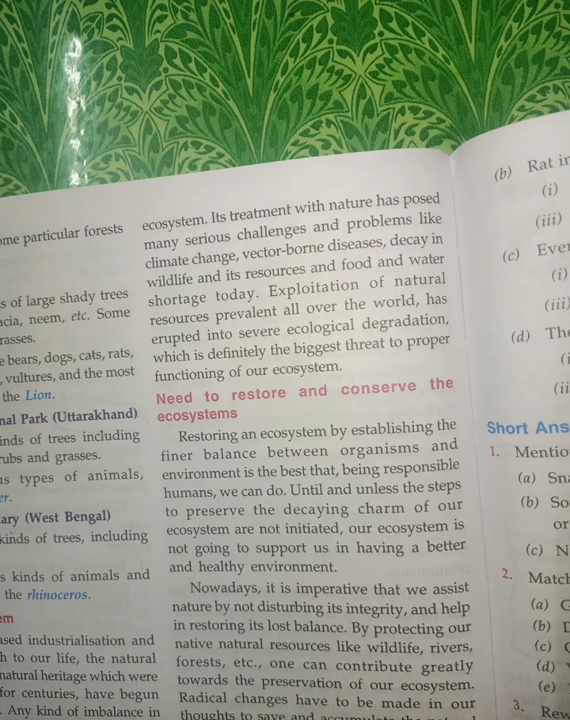 ome particular forests
s of large shady trees
acia, neem, etc. Some
rasses.
e bears, dogs, cats, rats,
, vultures, and the most
the Lion.
nal Park (Uttarakhand)
inds of trees including
ubs and grasses.
us types of animals,
er.
ary (West Bengal)
kinds of trees, including
s kinds of animals and
the rhinoceros.
em
ased industrialisation and
h to our life, the natural
natural heritage which were
for centuries, have begun
. Any kind of imbalance in
ecosystem. Its treatment with nature has posed
many serious challenges and problems like
climate change, vector-borne diseases, decay in
wildlife and its resources and food and water
shortage today. Exploitation of natural
resources prevalent all over the world, has
erupted into severe ecological degradation,
which is definitely the biggest threat to proper
functioning of our ecosystem.
Need to restore and conserve the
ecosystems
Restoring an ecosystem by establishing the
finer balance between organisms and
environment is the best that, being responsible
humans, we can do. Until and unless the steps
to preserve the decaying charm of our
ecosystem are not initiated, our ecosystem is
not going to support us in having a better
and healthy environment.
Nowadays, it is imperative that we assist
nature by not disturbing its integrity, and help
in restoring its lost balance. By protecting our
native natural resources like wildlife, rivers,
forests, etc., one can contribute greatly
towards the preservation of our ecosystem.
Radical changes have to be made in our
thoughts to save and accumulate the
(b) Rat in
(i)
(iii)
(c) Ever
(i)
(iii)
(d) The
(i
(ii
Short Ans
1. Mentio
(a) Sna
(b) So
or
(c) N
2. Match
(a) G
(b)
(c)
(d)
(e)
3. Rew